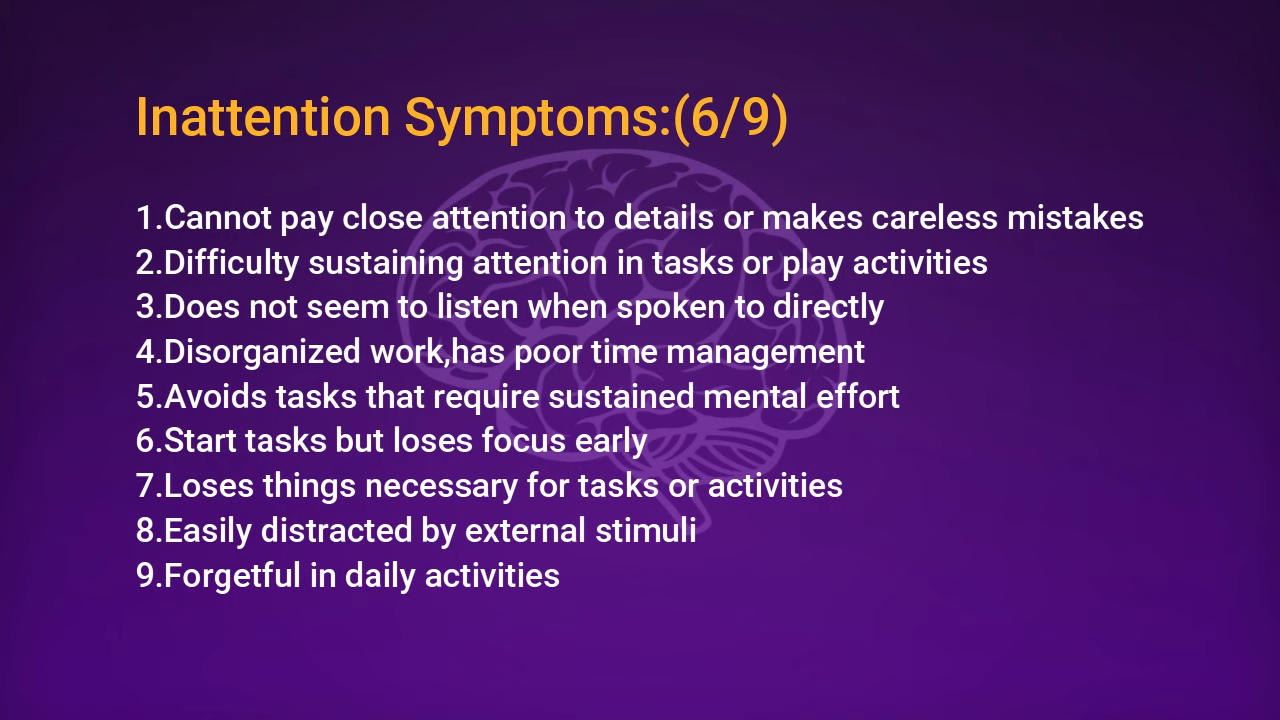 Inattention Symptoms:(6/9)
1.Cannot pay close attention to details or makes careless mistakes
2.Difficulty sustaining attention in tasks or play activities
3.Does not seem to listen when spoken to directly
4.Disorganized work,has poor time management
5.Avoids tasks that require sustained mental effort
6.Start tasks but loses focus early
7.Loses things necessary for tasks or activities
8.Easily distracted by external stimuli
9.Forgetful in daily activities